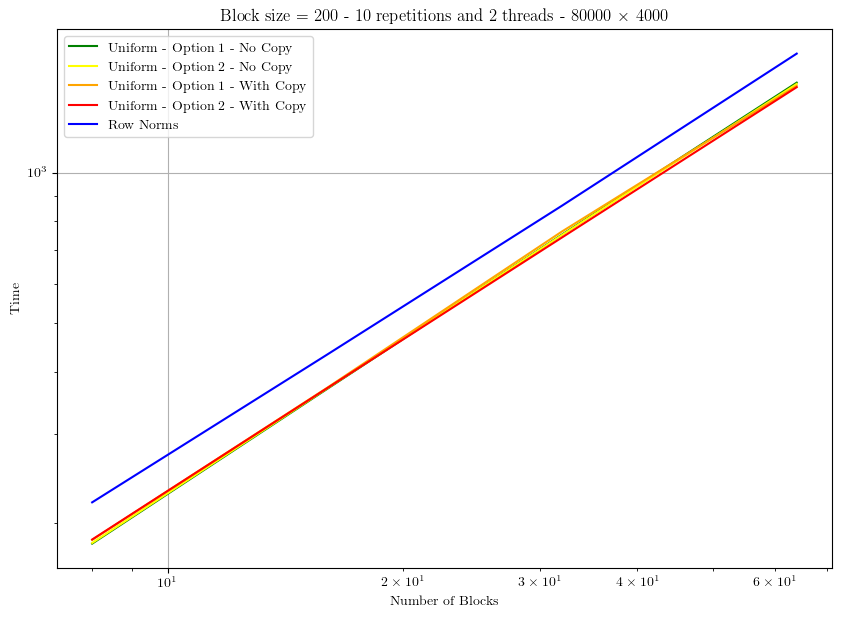 Block size = 200 - 10 repetitions and 2 threads - 80000 × 4000
Uniform - Option 1 - No Copy
Uniform - Option 2 - No Copy
Uniform - Option 1 - With Copy
Uniform - Option 2 - With Copy
Row Norms
10³
Time
10¹
2 × 10¹
3 × 10¹
4 × 10¹
6 × 10¹
Number of Blocks